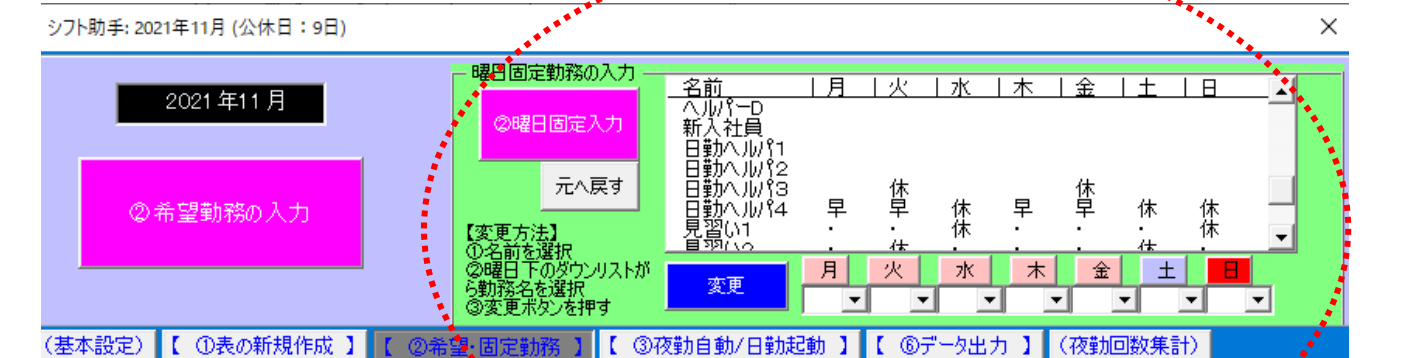 シフト助手: 2021年11月 (公休日：9日)
2021 年11 月
②希望勤務の入力
曜日固定勤務の入力
②曜日固定入力
元へ戻す
【変更方法】
①名前を選択
②曜日下のダウンリストが
ら勤務名を選択
③変更ボタンを押す
名前 | 月 | 火 | 水 | 木 | 金 | 土 | 日
ヘルパーD
新入社員
日勤ヘルパ1
日勤ヘルパ2
日勤ヘルパ3 休 休
日勤ヘルパ4 早 早 休 早 早 休 休
見習い1 ・ ・ 休 ・ ・ ・ 休
見習い2 ・ 休 ・ ・ ・ 休 ・
変更 月 火 水 木 金 土 日
(基本設定) 【 ①表の新規作成 】 【 ②希望・固定勤務 】 【 ③夜勤自動/日勤起動 】 【 ⑥データ出力 】 (夜勤回数集計)